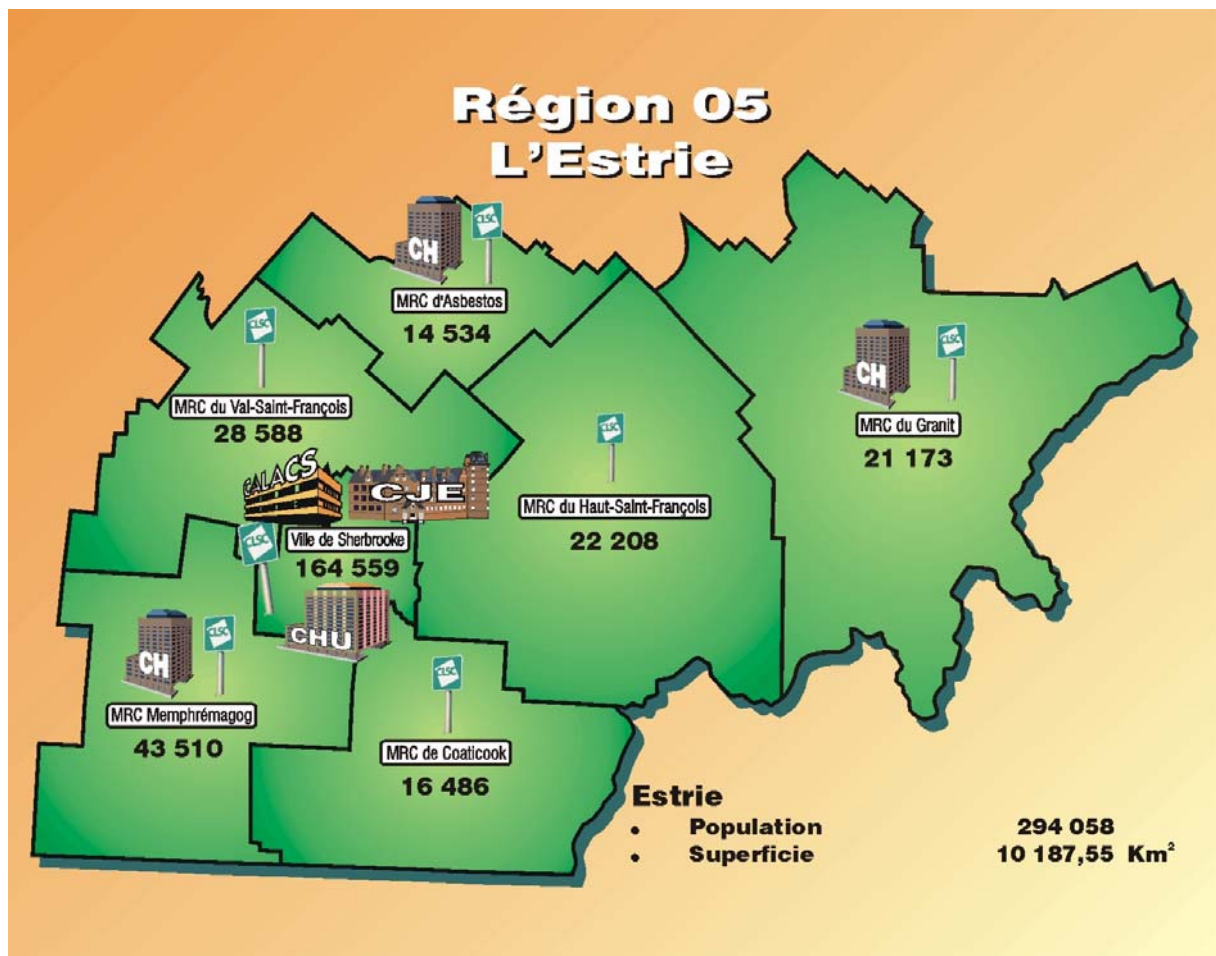 Région 05
L'Estrie
CH
CLSC
MRC d'Asbestos
14 534
CLSC
MRC du Val-Saint-François
28 588
CH
CLSC
MRC du Granit
21 173
CLSC
MRC du Haut-Saint-François
22 208
CALACS
CJE
CLSC
Ville de Sherbrooke
164 559
CHU
CH
CLSC
MRC Memphrémagog
43 510
CLSC
MRC de Coaticook
16 486
Estrie
• Population 294 058
• Superficie 10 187,55 Km²